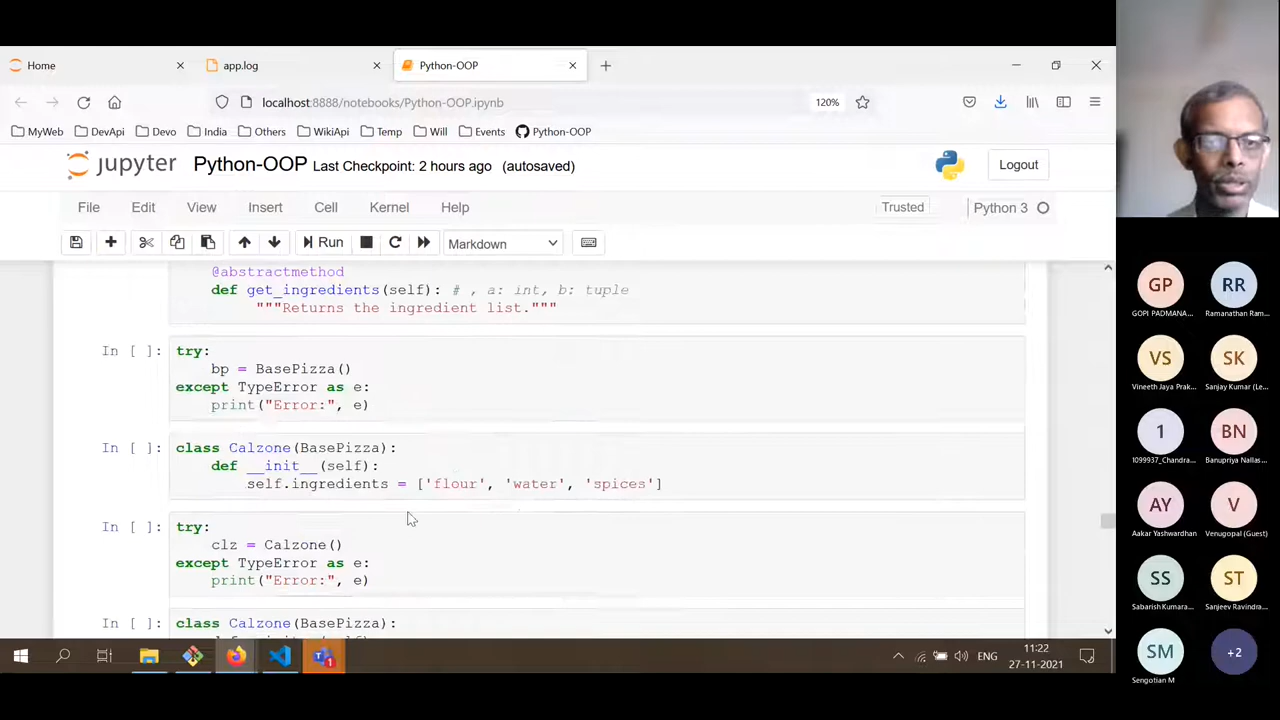 Home
app.log
Python-OOP
localhost:8888/notebooks/Python-OOP.ipynb
120%
MyWeb
DevApi
Devo
India
Others
WikiApi
Temp
Will
Events
Python-OOP
jupyter Python-OOP Last Checkpoint: 2 hours ago (autosaved)
Logout
File
Edit
View
Insert
Cell
Kernel
Help
Trusted
Python 3
Run
Markdown
@abstractmethod
def get_ingredients(self): # , a: int, b: tuple
"""Returns the ingredient list."""
In [ ]: try:
bp = BasePizza()
except TypeError as e:
print("Error:", e)
In [ ]: class Calzone(BasePizza):
def __init__(self):
self.ingredients = ['flour', 'water', 'spices']
In [ ]: try:
clz = Calzone()
except TypeError as e:
print("Error:", e)
In [ ]: class Calzone(BasePizza):
ENG
11:22
27-11-2021
1
GP
GOPI PADMANA...
RR
Ramanathan Ram...
VS
Vineeth Jaya Prak...
SK
Sanjay Kumar (Le...
1
1099937_Chandra...
BN
Banupriya Nallas...
AY
Aakar Yashwardhan
V
Venugopal (Guest)
SS
Sabarish Kumara...
ST
Sanjeev Ravindra...
SM
Sengotian M
+2